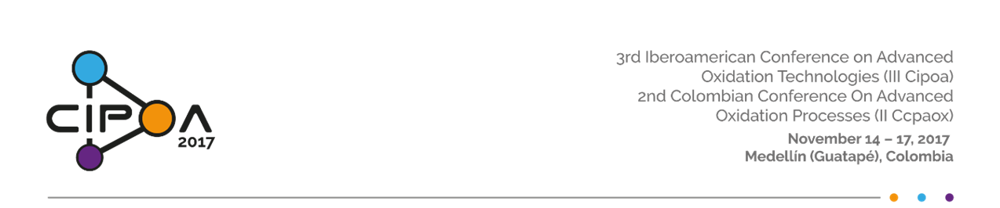 CIPOA
2017
3rd Iberoamerican Conference on Advanced
Oxidation Technologies (III Cipoa)
2nd Colombian Conference On Advanced
Oxidation Processes (II Ccpaox)
November 14 – 17, 2017
Medellín (Guatapé), Colombia